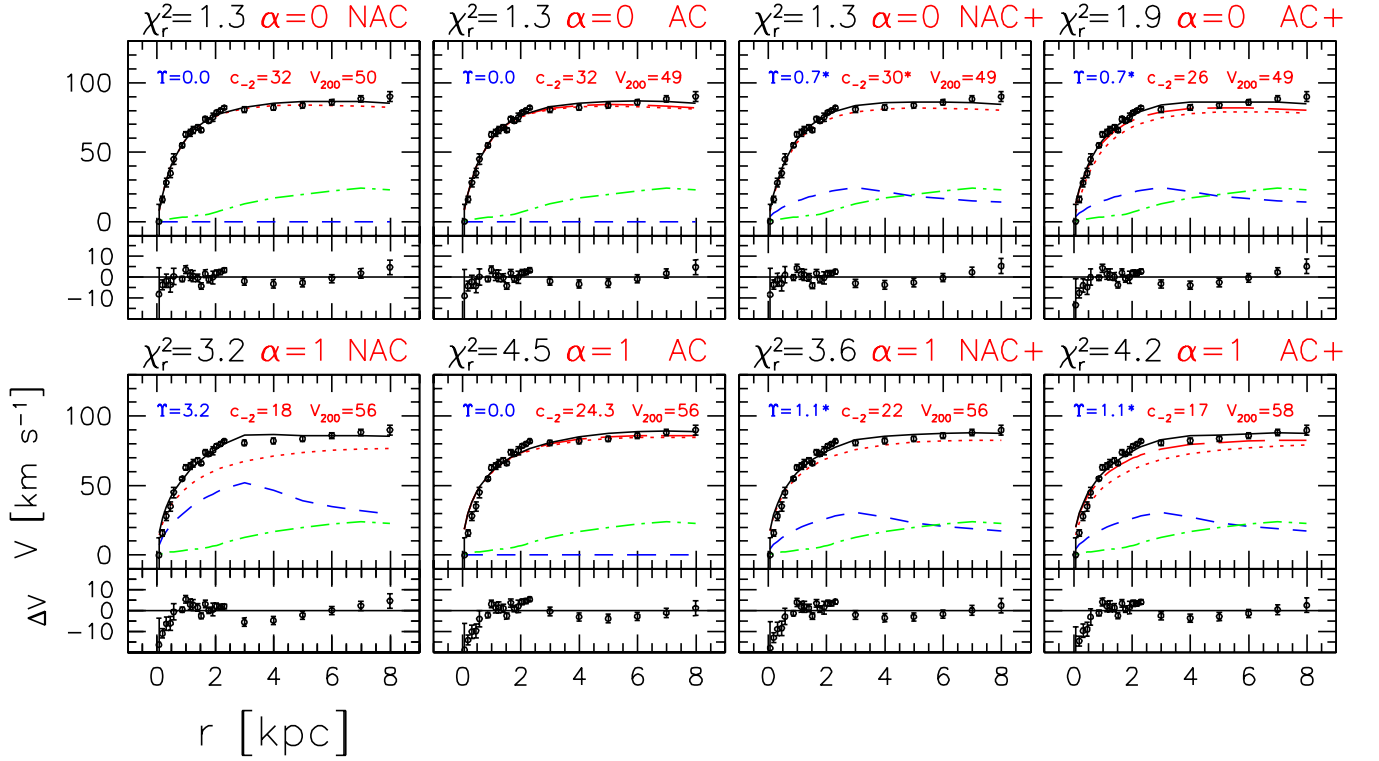 χ²ᵣ=1.3 α=0 NAC χ²ᵣ=1.3 α=0 AC χ²ᵣ=1.3 α=0 NAC+ χ²ᵣ=1.9 α=0 AC+
ϒ=0.0 c₋₂=32 V₂₀₀=50 ϒ=0.0 c₋₂=32 V₂₀₀=49 ϒ=0.7* c₋₂=30* V₂₀₀=49 ϒ=0.7* c₋₂=26 V₂₀₀=49
100
50
0
10
0
−10
χ²ᵣ=3.2 α=1 NAC χ²ᵣ=4.5 α=1 AC χ²ᵣ=3.6 α=1 NAC+ χ²ᵣ=4.2 α=1 AC+
ϒ=3.2 c₋₂=18 V₂₀₀=56 ϒ=0.0 c₋₂=24.3 V₂₀₀=56 ϒ=1.1* c₋₂=22 V₂₀₀=56 ϒ=1.1* c₋₂=17 V₂₀₀=58
100
50
0
10
0
−10
ΔV V [km s⁻¹]
0 2 4 6 8 0 2 4 6 8 0 2 4 6 8 0 2 4 6 8
r [kpc]